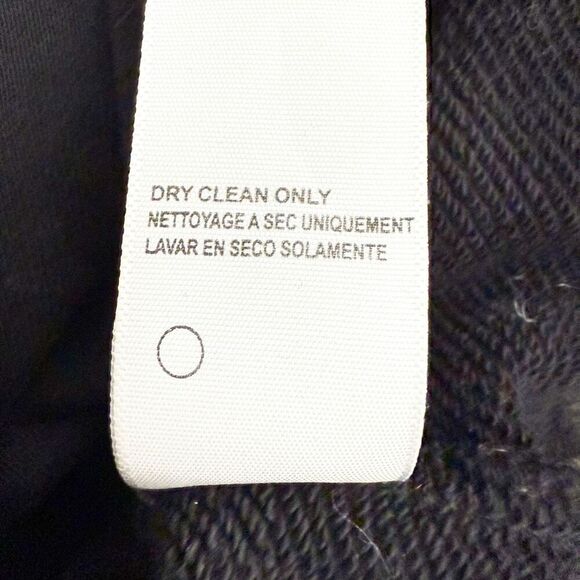 DRY CLEAN ONLY
NETTOYAGE A SEC UNIQUEMENT
LAVAR EN SECO SOLAMENTE